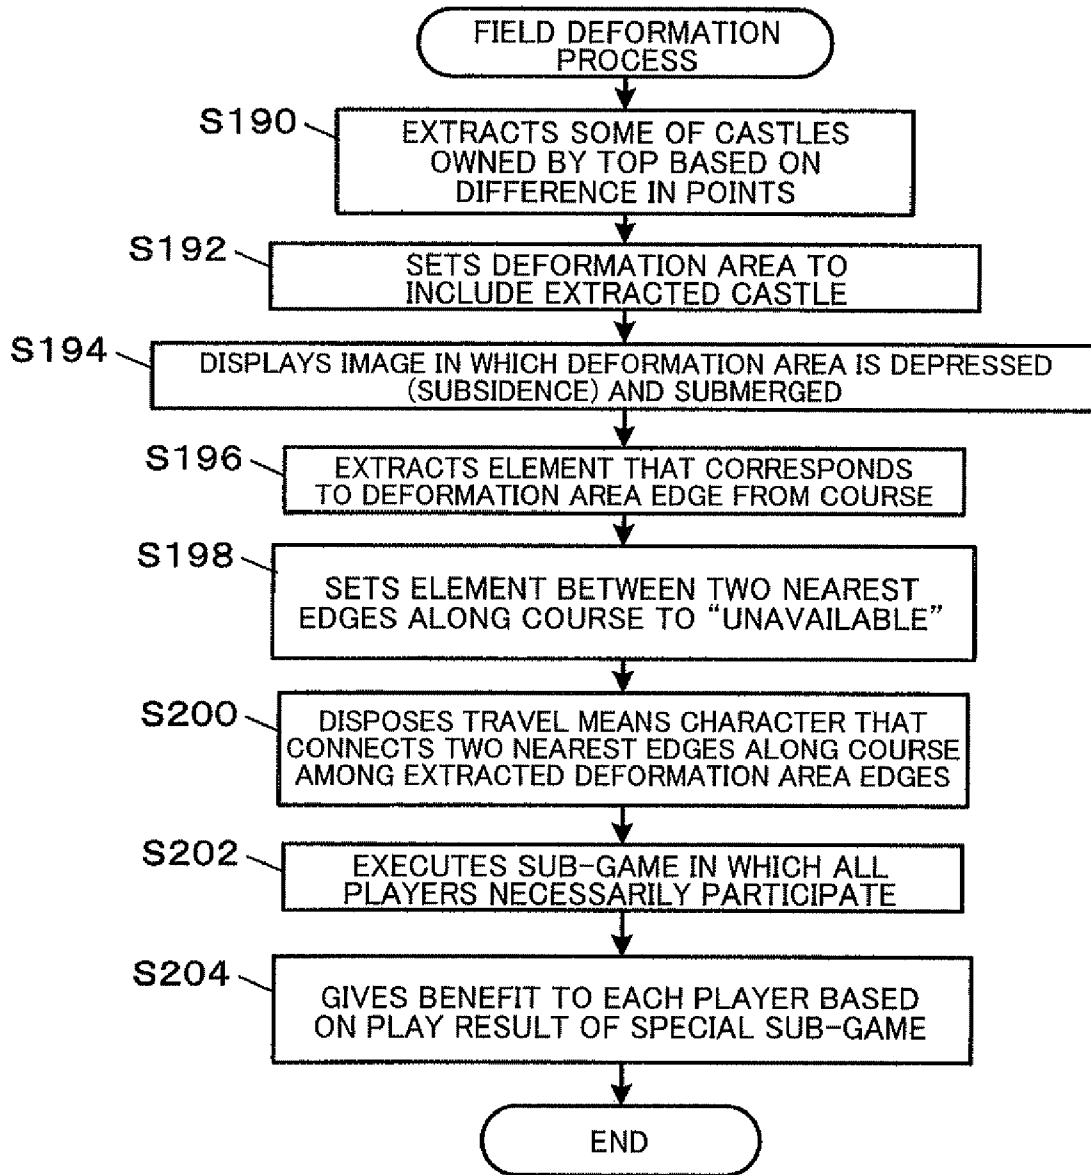 FIELD DEFORMATION
PROCESS
S190
EXTRACTS SOME OF CASTLES
OWNED BY TOP BASED ON
DIFFERENCE IN POINTS
S192
SETS DEFORMATION AREA TO
INCLUDE EXTRACTED CASTLE
S194
DISPLAYS IMAGE IN WHICH DEFORMATION AREA IS DEPRESSED
(SUBSIDENCE) AND SUBMERGED
S196
EXTRACTS ELEMENT THAT CORRESPONDS
TO DEFORMATION AREA EDGE FROM COURSE
S198
SETS ELEMENT BETWEEN TWO NEAREST
EDGES ALONG COURSE TO “UNAVAILABLE”
S200
DISPOSES TRAVEL MEANS CHARACTER THAT
CONNECTS TWO NEAREST EDGES ALONG COURSE
AMONG EXTRACTED DEFORMATION AREA EDGES
S202
EXECUTES SUB-GAME IN WHICH ALL
PLAYERS NECESSARILY PARTICIPATE
S204
GIVES BENEFIT TO EACH PLAYER BASED
ON PLAY RESULT OF SPECIAL SUB-GAME
END